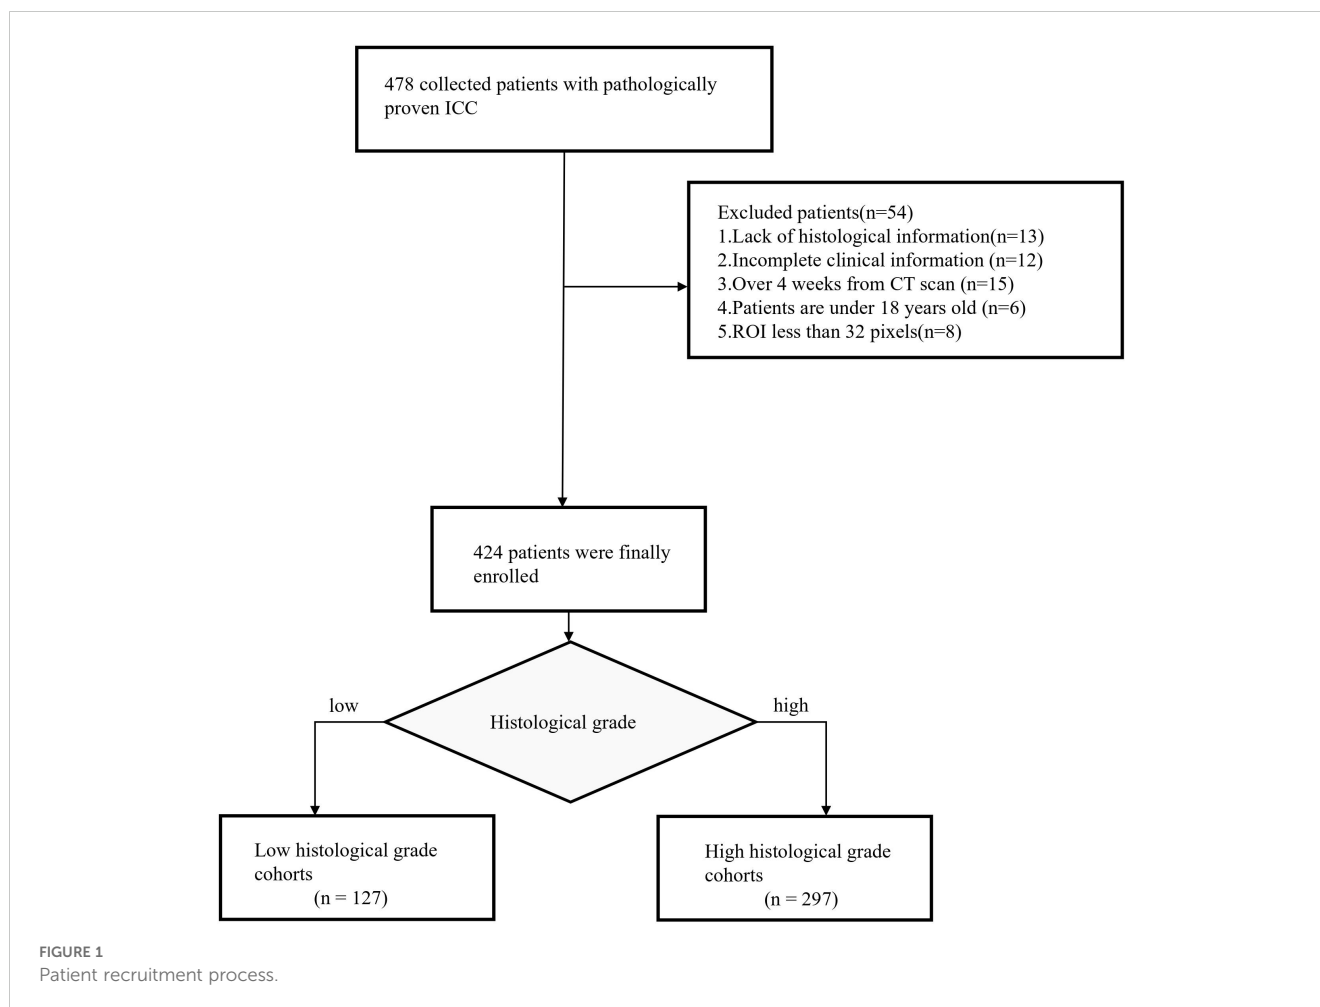 478 collected patients with pathologically
proven ICC
Excluded patients(n=54)
1.Lack of histological information(n=13)
2.Incomplete clinical information (n=12)
3.Over 4 weeks from CT scan (n=15)
4.Patients are under 18 years old (n=6)
5.ROI less than 32 pixels(n=8)
424 patients were finally
enrolled
low
high
Histological grade
Low histological grade
cohorts
(n = 127)
High histological grade
cohorts
(n = 297)
FIGURE 1
Patient recruitment process.